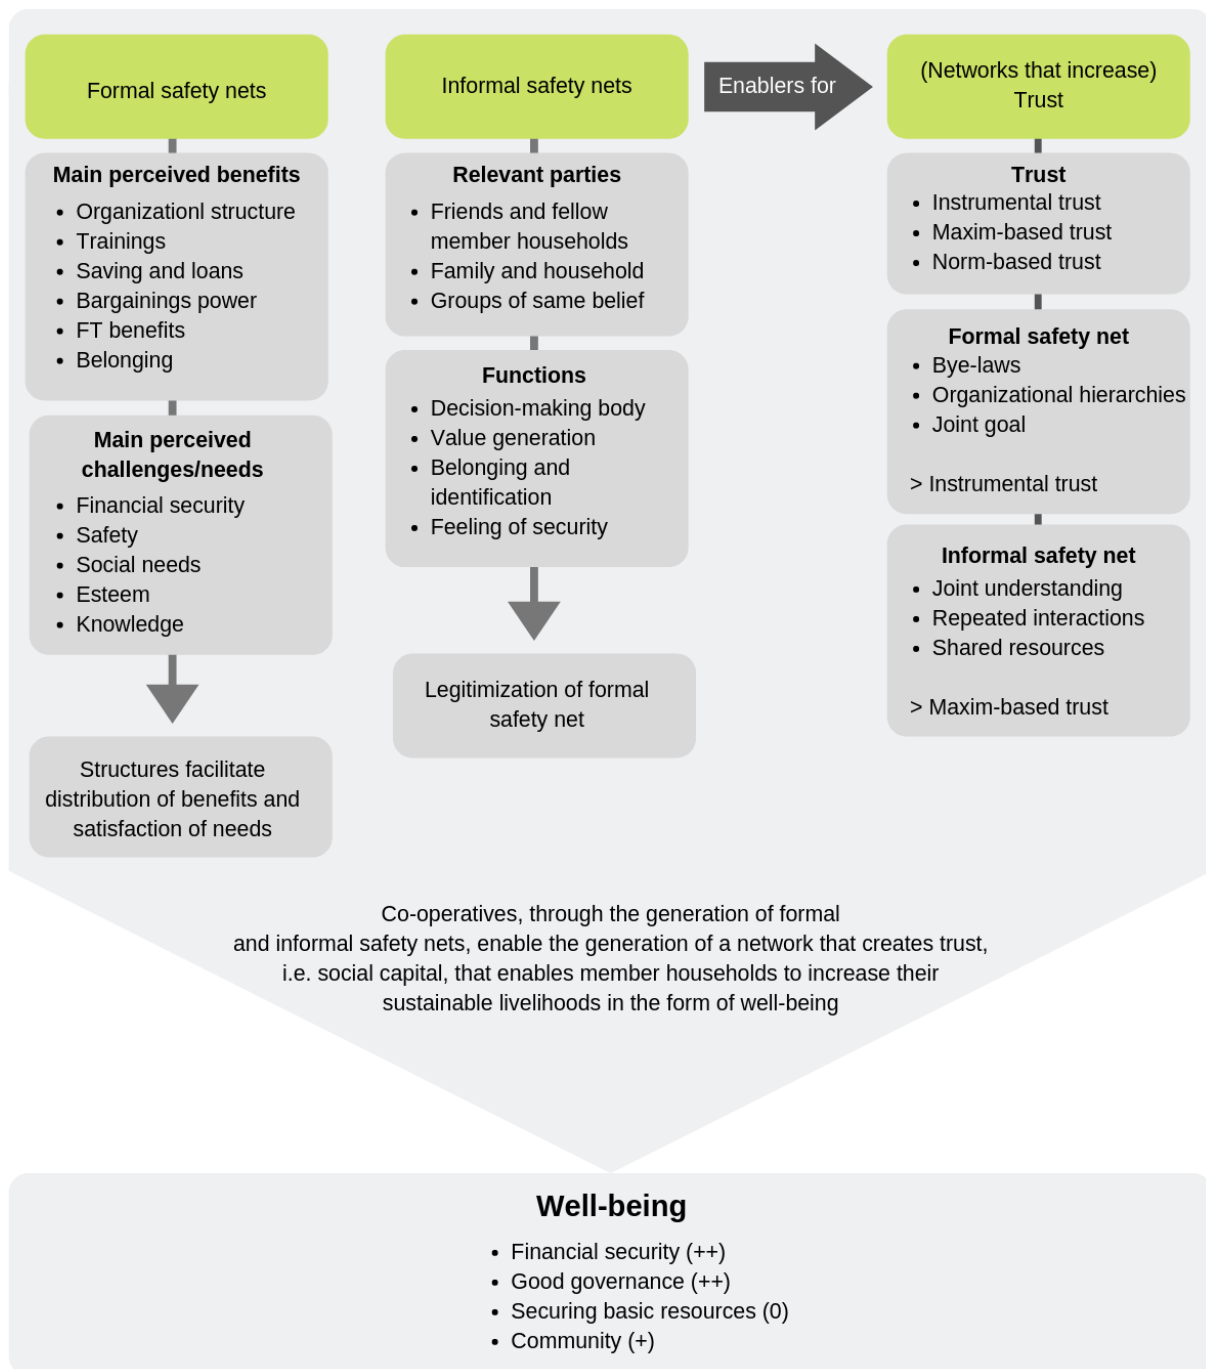 Formal safety nets
Main perceived benefits
• Organizationl structure
• Trainings
• Saving and loans
• Bargainings power
• FT benefits
• Belonging
Main perceived
challenges/needs
• Financial security
• Safety
• Social needs
• Esteem
• Knowledge
Structures facilitate
distribution of benefits and
satisfaction of needs
Informal safety nets
Relevant parties
• Friends and fellow
member households
• Family and household
• Groups of same belief
Functions
• Decision-making body
• Value generation
• Belonging and
identification
• Feeling of security
Legitimization of formal
safety net
Enablers for
(Networks that increase)
Trust
Trust
• Instrumental trust
• Maxim-based trust
• Norm-based trust
Formal safety net
• Bye-laws
• Organizational hierarchies
• Joint goal
> Instrumental trust
Informal safety net
• Joint understanding
• Repeated interactions
• Shared resources
> Maxim-based trust
Co-operatives, through the generation of formal
and informal safety nets, enable the generation of a network that creates trust,
i.e. social capital, that enables member households to increase their
sustainable livelihoods in the form of well-being
Well-being
• Financial security (++)
• Good governance (++)
• Securing basic resources (0)
• Community (+)